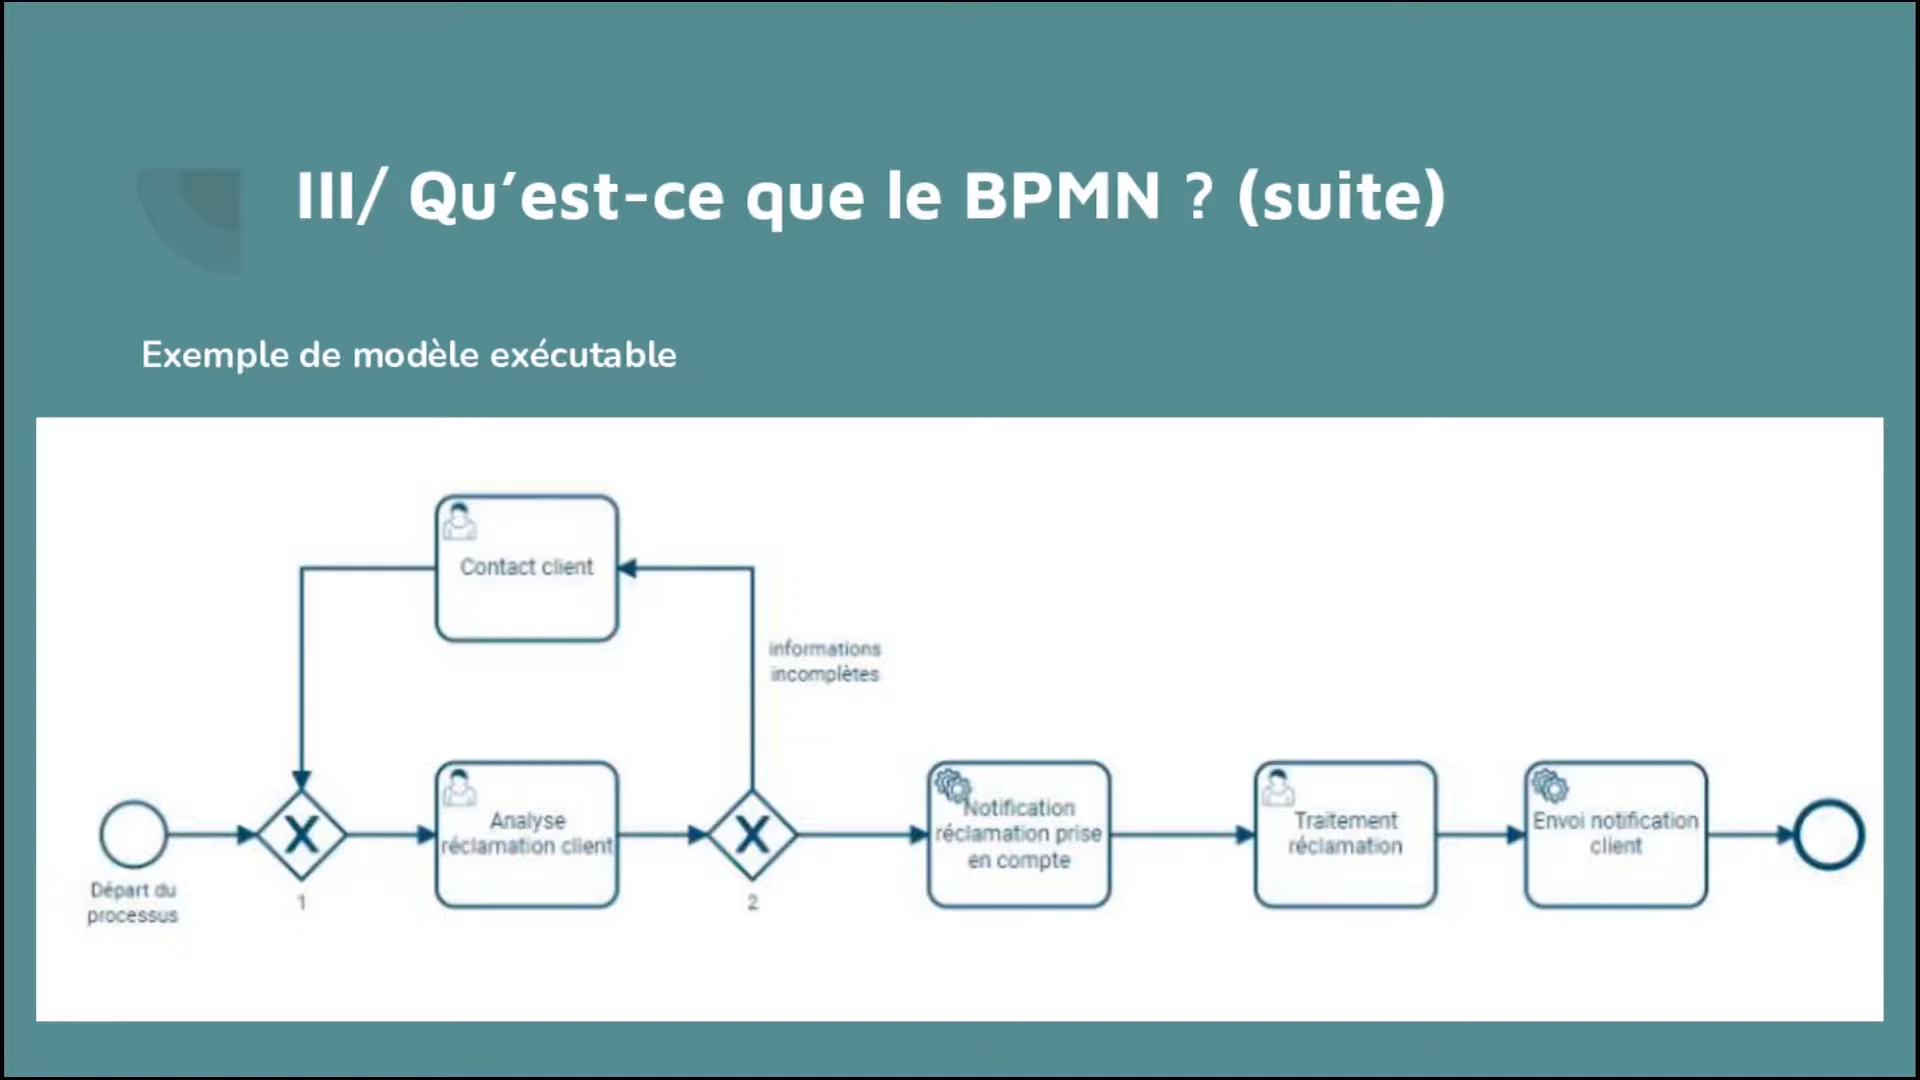 III/ Qu’est-ce que le BPMN ? (suite)
Exemple de modèle exécutable
Contact client
informations
incomplètes
Départ du
processus
X
1
Analyse
réclamation client
X
2
Notification
réclamation prise
en compte
Traitement
réclamation
Envoi notification
client